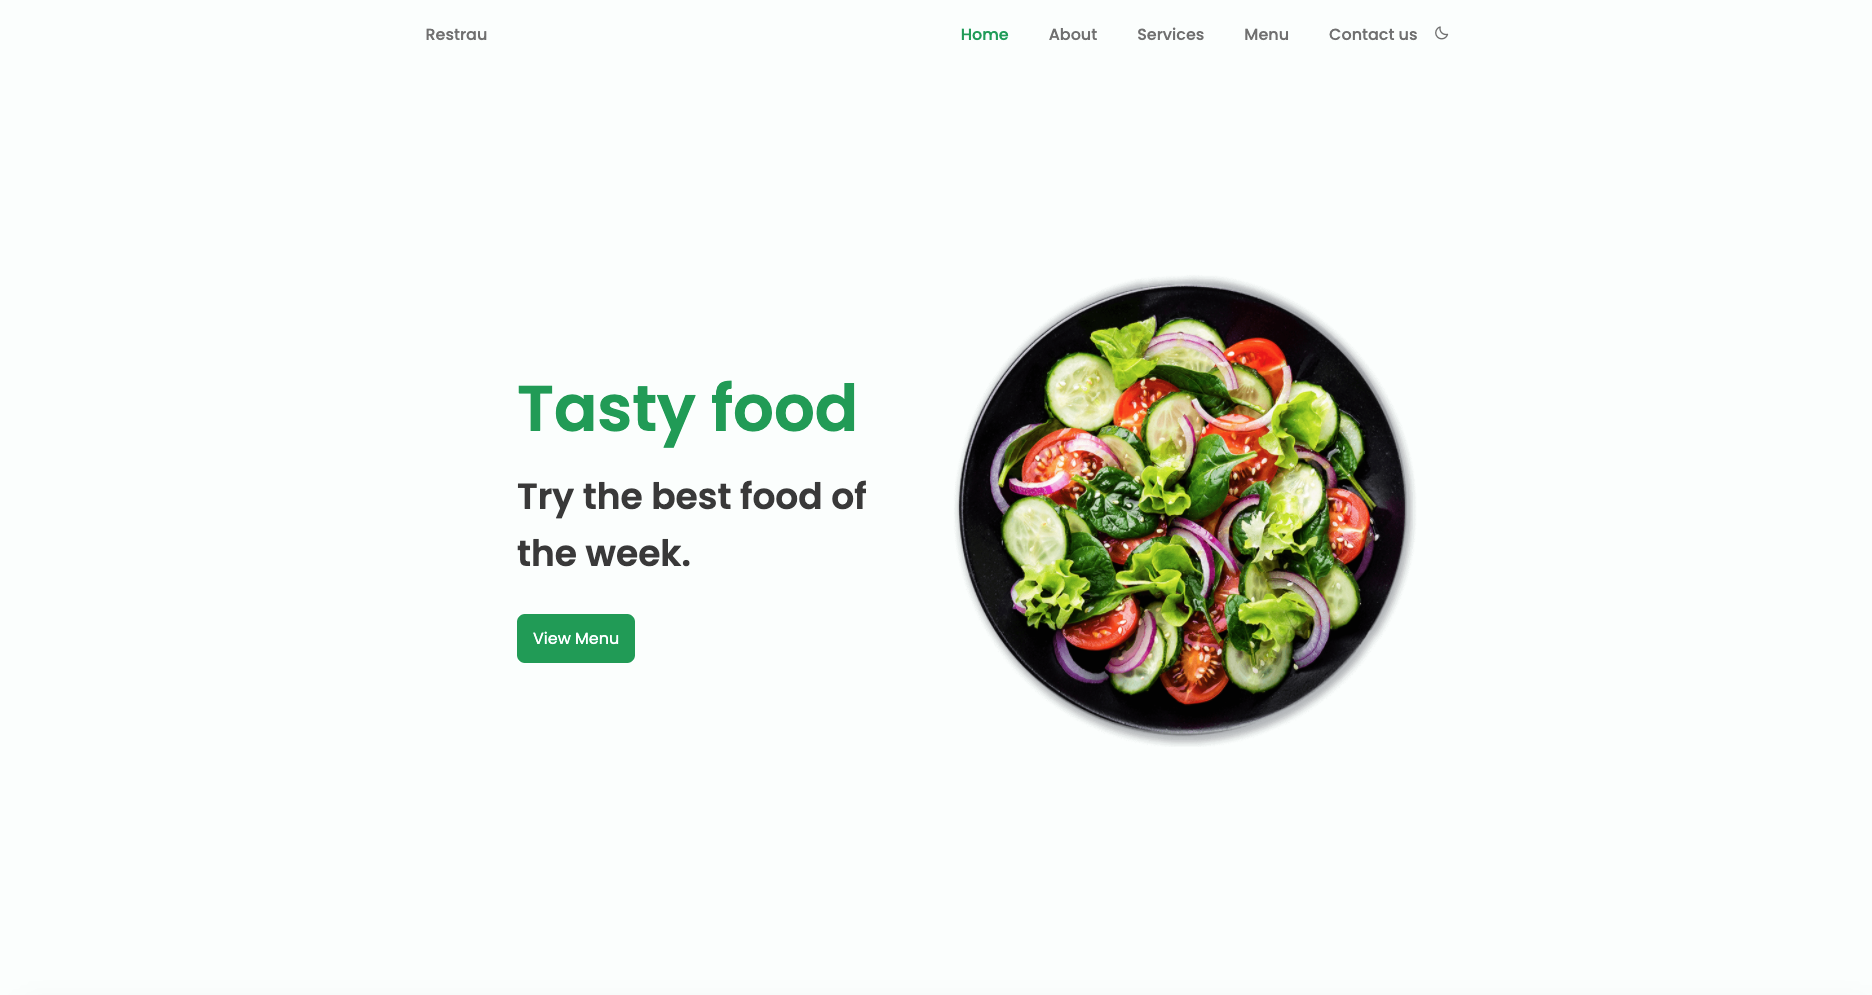 Restrau
Home About Services Menu Contact us
Tasty food
Try the best food of
the week.
View Menu